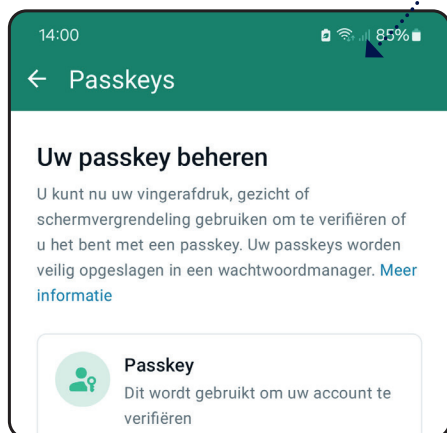 14:00 85%
Passkeys
Uw passkey beheren
U kunt nu uw vingerafdruk, gezicht of
schermvergrendeling gebruiken om te verifiëren of
u het bent met een passkey. Uw passkeys worden
veilig opgeslagen in een wachtwoordmanager. Meer
informatie
Passkey
Dit wordt gebruikt om uw account te
verifiëren